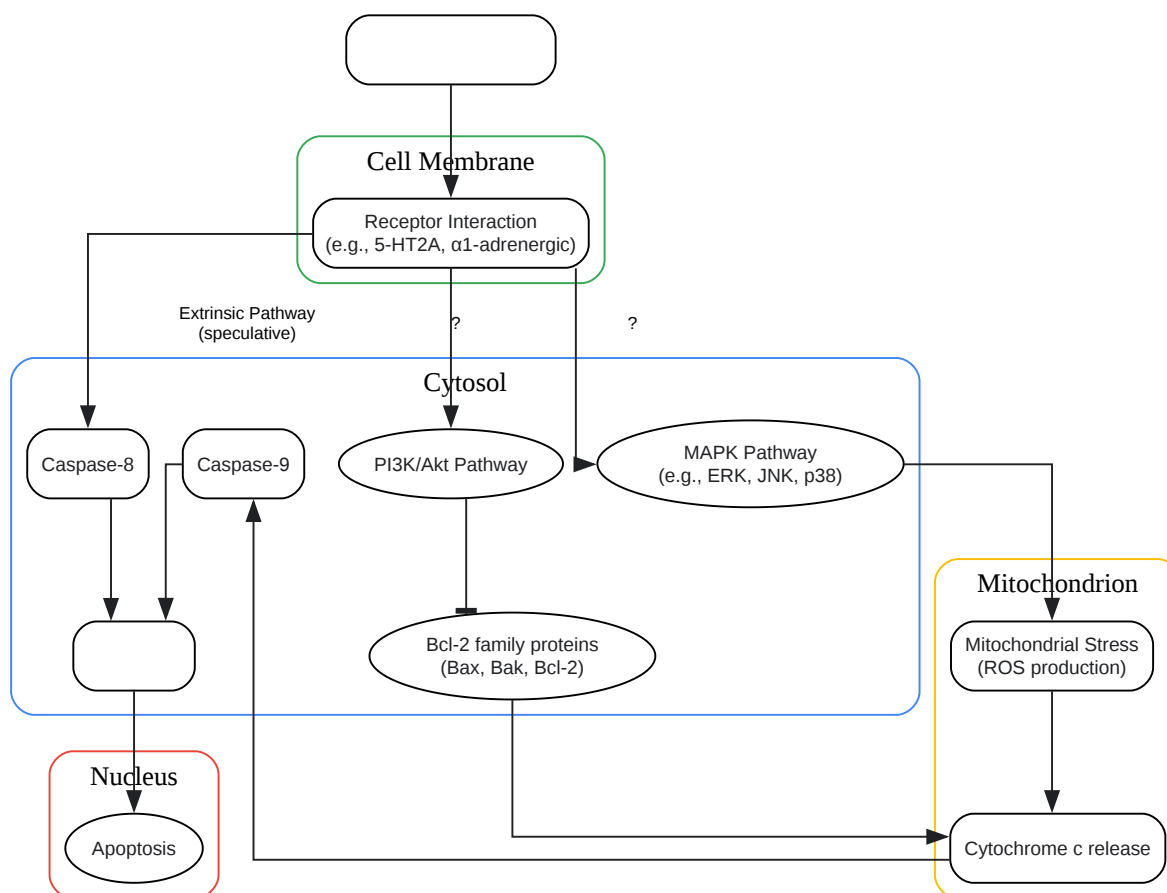 Cell Membrane
Receptor Interaction
(e.g., 5-HT2A, α1-adrenergic)
Extrinsic Pathway
(speculative)
?
?
Cytosol
Caspase-8
Caspase-9
PI3K/Akt Pathway
MAPK Pathway
(e.g., ERK, JNK, p38)
Mitochondrion
Bcl-2 family proteins
(Bax, Bak, Bcl-2)
Mitochondrial Stress
(ROS production)
Nucleus
Apoptosis
Cytochrome c release